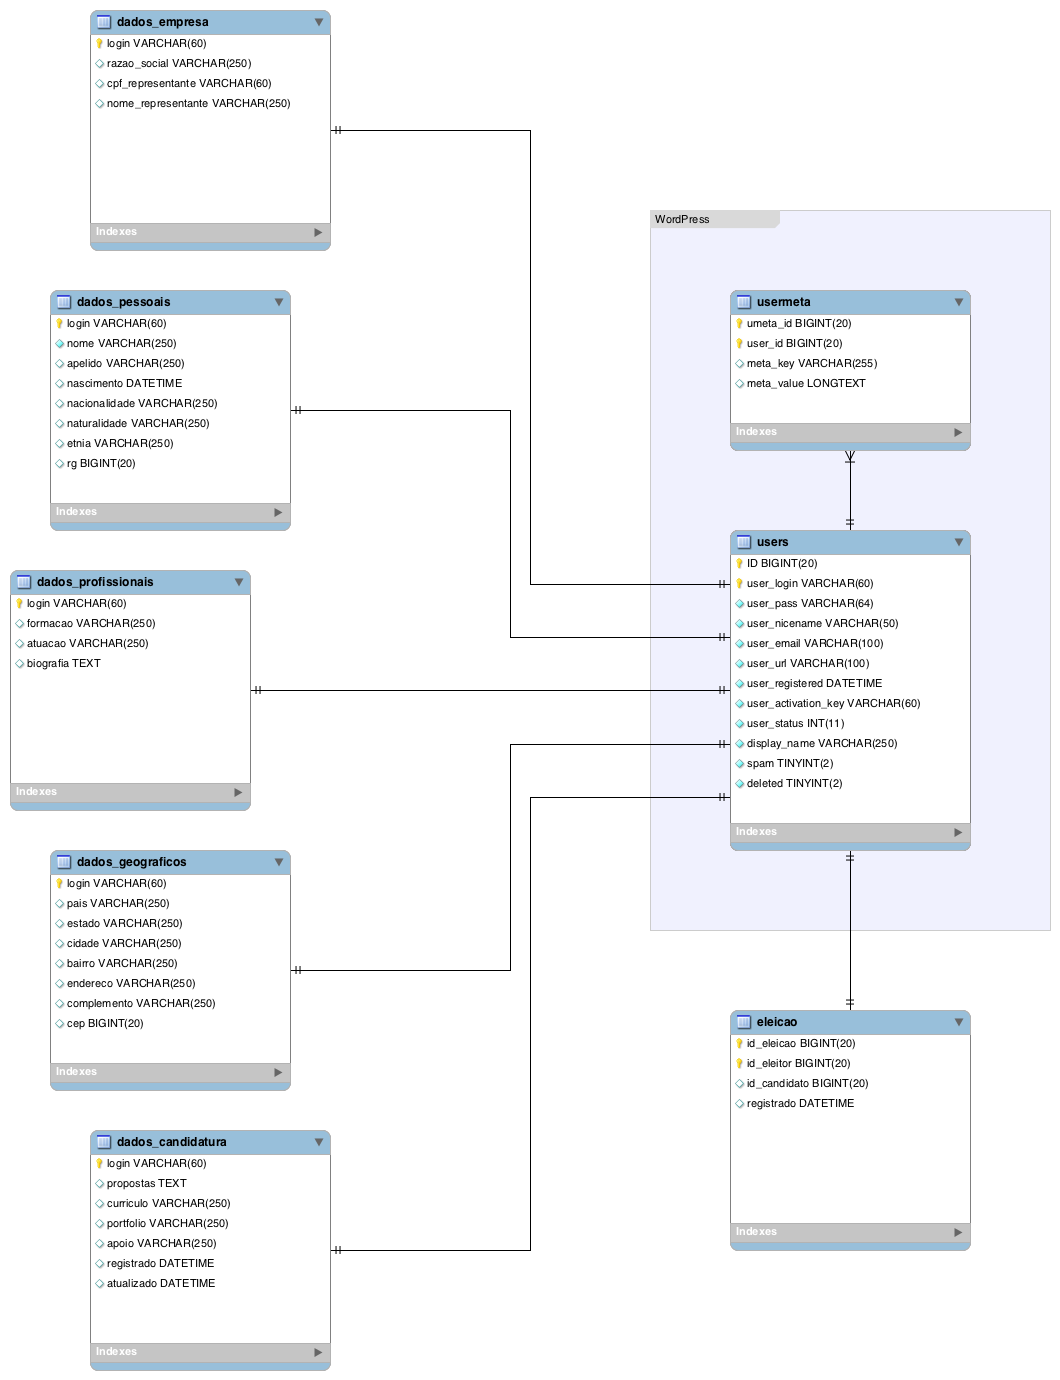 dados_empresa
login VARCHAR(60)
razao_social VARCHAR(250)
cpf_representante VARCHAR(60)
nome_representante VARCHAR(250)
Indexes
dados_pessoais
login VARCHAR(60)
nome VARCHAR(250)
apelido VARCHAR(250)
nascimento DATETIME
nacionalidade VARCHAR(250)
naturalidade VARCHAR(250)
etnia VARCHAR(250)
rg BIGINT(20)
Indexes
dados_profissionais
login VARCHAR(60)
formacao VARCHAR(250)
atuacao VARCHAR(250)
biografia TEXT
Indexes
dados_geograficos
login VARCHAR(60)
pais VARCHAR(250)
estado VARCHAR(250)
cidade VARCHAR(250)
bairro VARCHAR(250)
endereco VARCHAR(250)
complemento VARCHAR(250)
cep BIGINT(20)
Indexes
dados_candidatura
login VARCHAR(60)
propostas TEXT
curriculo VARCHAR(250)
portfolio VARCHAR(250)
apoio VARCHAR(250)
registrado DATETIME
atualizado DATETIME
Indexes
WordPress
usermeta
umeta_id BIGINT(20)
user_id BIGINT(20)
meta_key VARCHAR(255)
meta_value LONGTEXT
Indexes
users
ID BIGINT(20)
user_login VARCHAR(60)
user_pass VARCHAR(64)
user_nicename VARCHAR(50)
user_email VARCHAR(100)
user_url VARCHAR(100)
user_registered DATETIME
user_activation_key VARCHAR(60)
user_status INT(11)
display_name VARCHAR(250)
spam TINYINT(2)
deleted TINYINT(2)
Indexes
eleicao
id_eleicao BIGINT(20)
id_eleitor BIGINT(20)
id_candidato BIGINT(20)
registrado DATETIME
Indexes